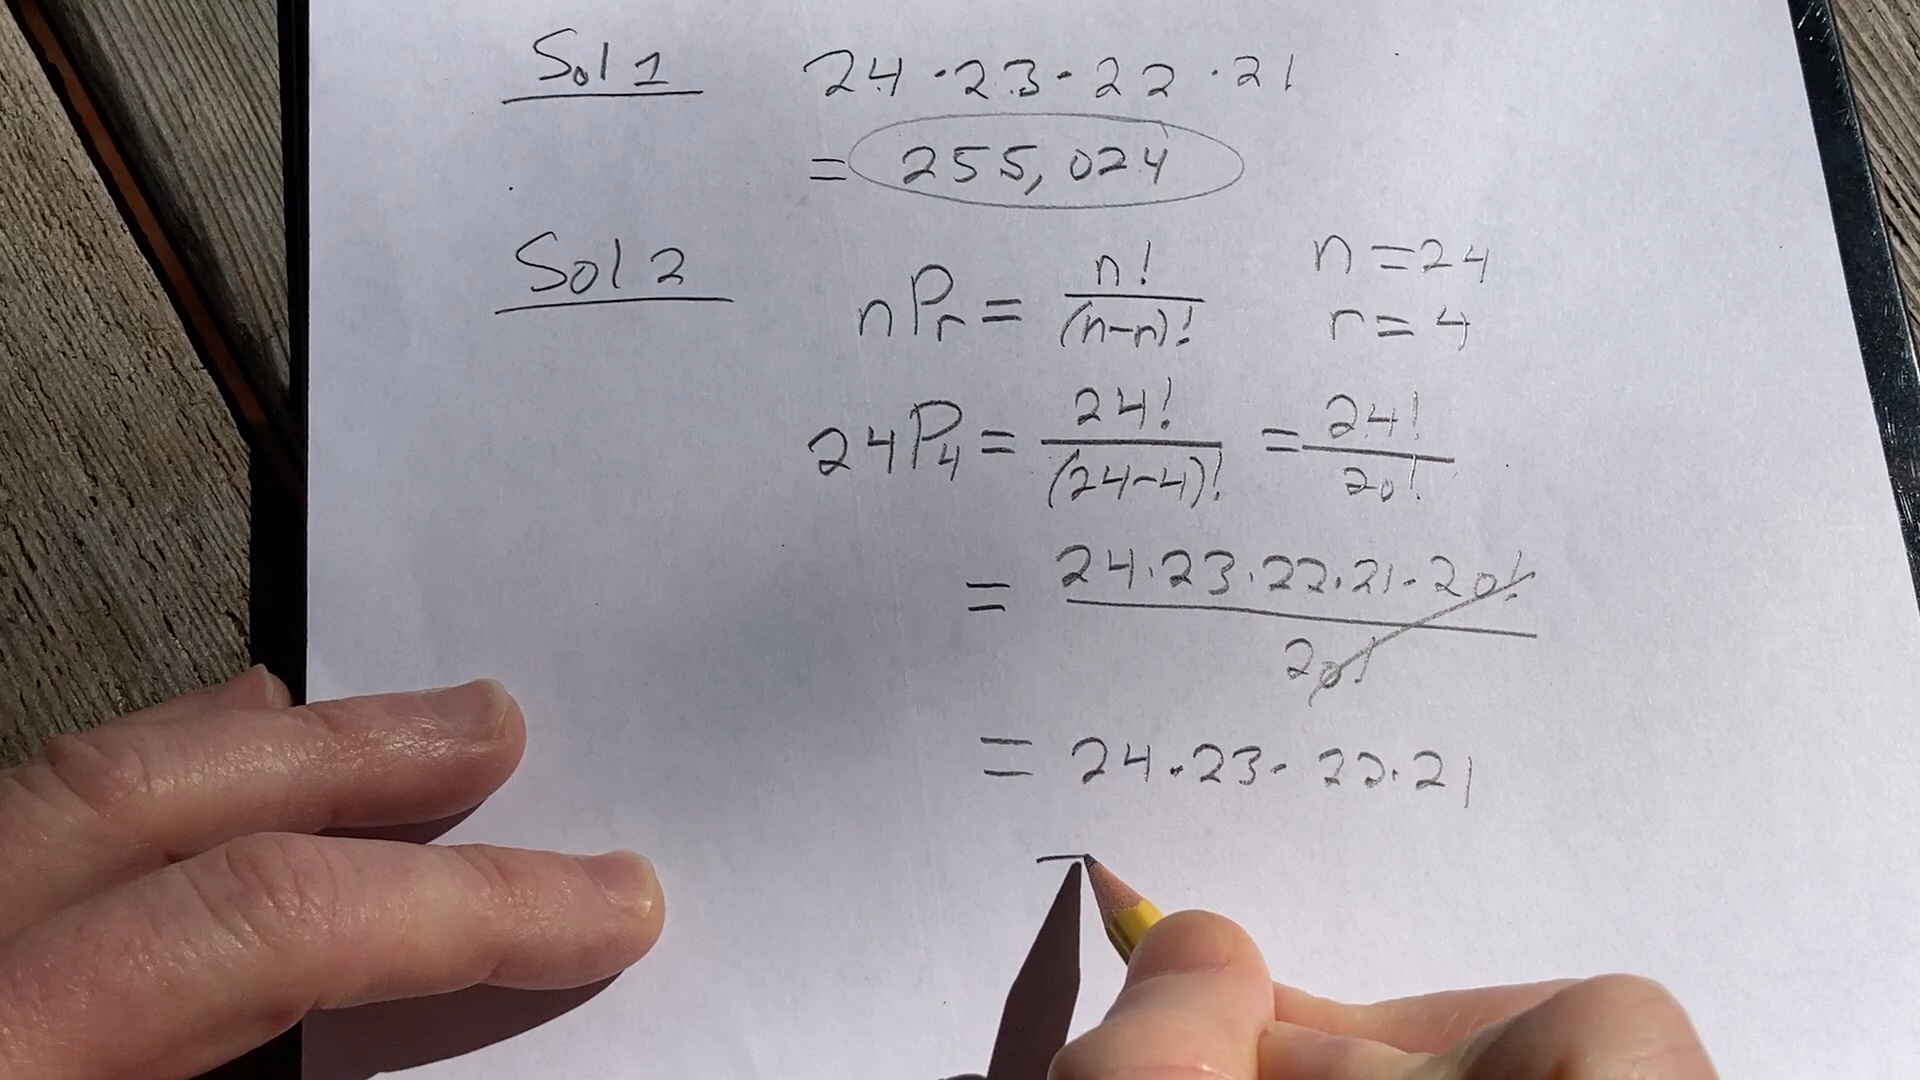 Sol 1 24 · 23 · 22 · 21
= 255,024
Sol 2 nPr = n! / (n-r)! n = 24
r = 4
24P4 = 24! / (24-4)! = 24! / 20!
= 24 · 23 · 22 · 21 · 20! / 20!
= 24 · 23 · 22 · 21